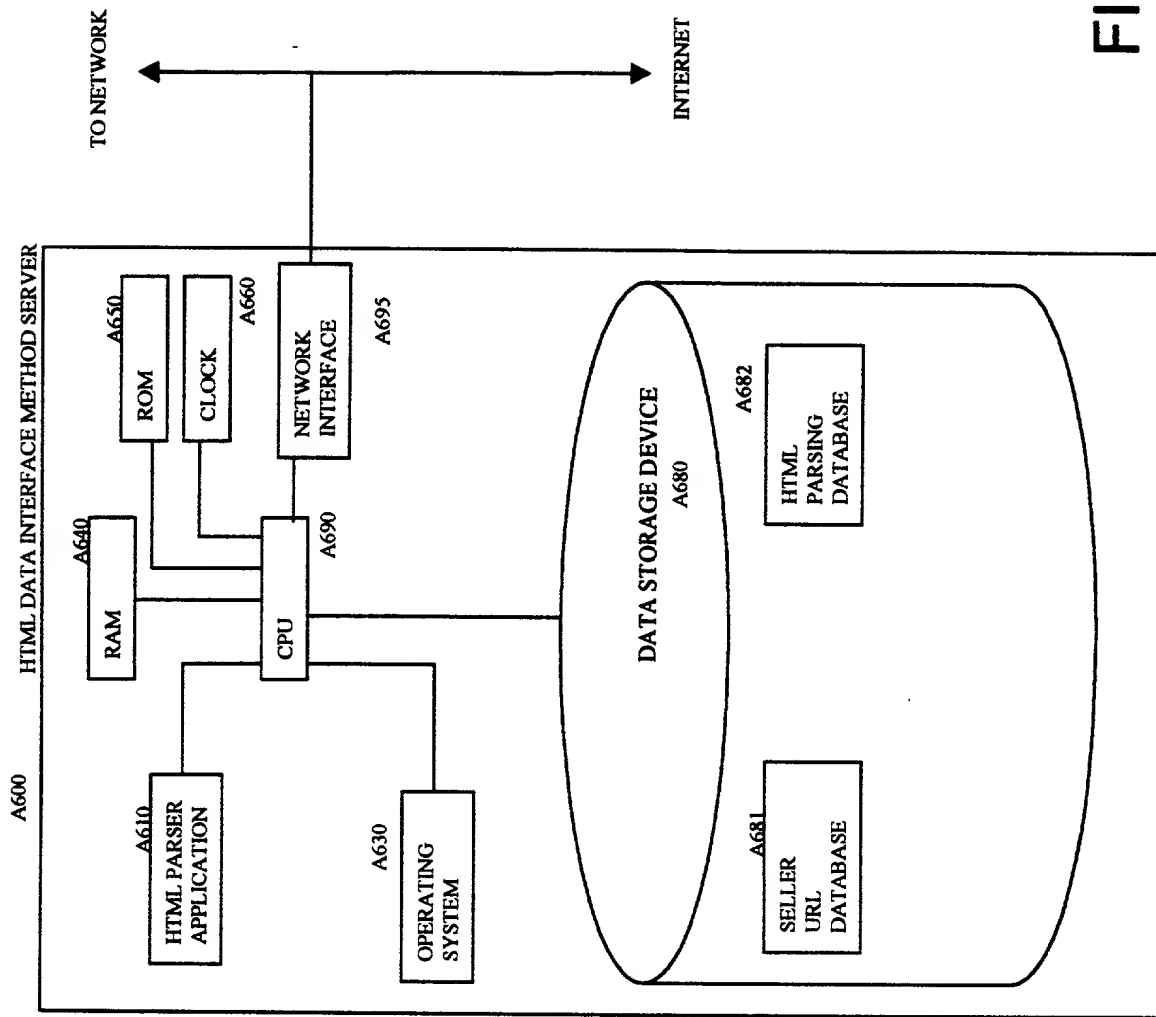 A600
HTML DATA INTERFACE METHOD SERVER
TO NETWORK
INTERNET
A610
HTML PARSER
APPLICATION
A640
RAM
A650
ROM
A660
CLOCK
A690
CPU
A695
NETWORK
INTERFACE
A630
OPERATING
SYSTEM
DATA STORAGE DEVICE
A680
A681
SELLER
URL
DATABASE
A682
HTML
PARSING
DATABASE
FI